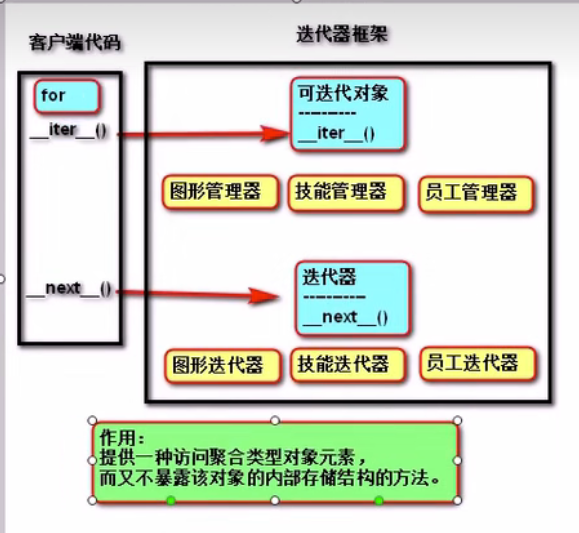 客户端代码
迭代器框架
for
__iter__()
可迭代对象
-----------
__iter__()
图形管理器
技能管理器
员工管理器
__next__()
迭代器
-----------
__next__()
图形迭代器
技能迭代器
员工迭代器
作用：
提供一种访问聚合类型对象元素，
而又不暴露该对象的内部存储结构的方法。